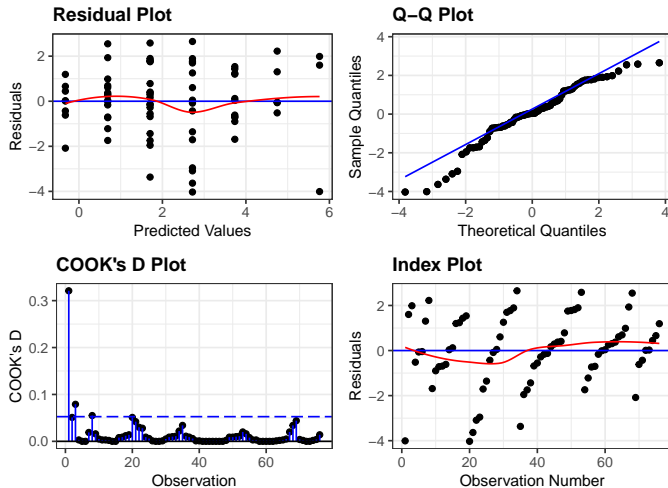 Residual Plot
Residuals
2
0
−2
−4
0
2
4
6
Predicted Values
Q−Q Plot
Sample Quantiles
4
2
0
−2
−4
−4
−2
0
2
4
Theoretical Quantiles
COOK's D Plot
COOK's D
0.3
0.2
0.1
0.0
0
20
40
60
Observation
Index Plot
Residuals
2
0
−2
−4
0
20
40
60
Observation Number